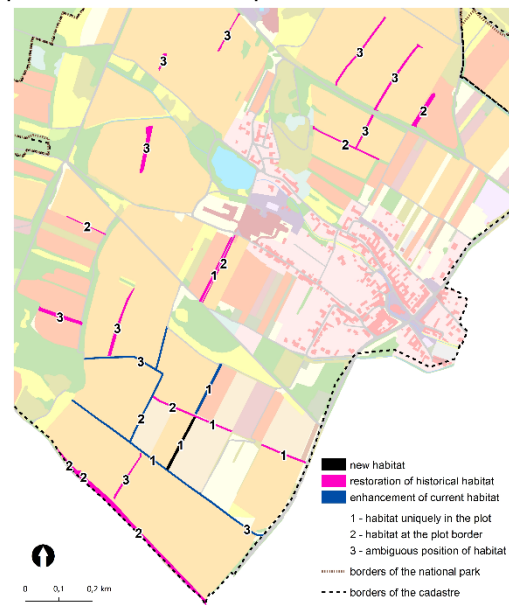 3
3
3
3
3
2
2
3
2
2
1
3
3
3
1
2
2
1
1
1
1
2
3
3
2
new habitat
restoration of historical habitat
enhancement of current habitat
1 - habitat uniquely in the plot
2 - habitat at the plot border
3 - ambiguous position of habitat
borders of the national park
borders of the cadastre
0 0,1 0,2 km